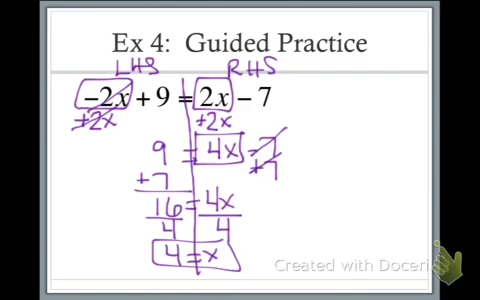 Ex 4: Guided Practice
LHS RHS
-2x + 9 = 2x - 7
+2x +2x
9 = 4x -7
+7 +7
16 = 4x
4 4
4 = x
Created with Doceri